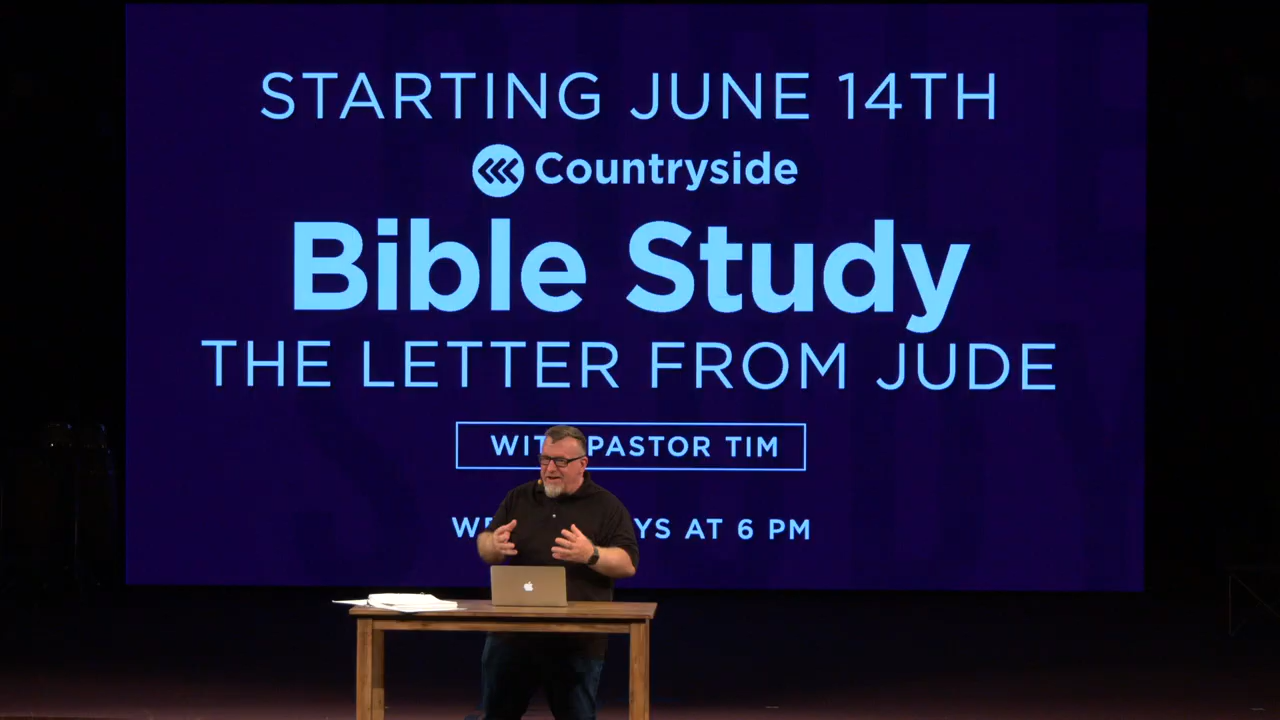 STARTING JUNE 14TH
Countryside
Bible Study
THE LETTER FROM JUDE
PASTOR TIM
AT 6 PM